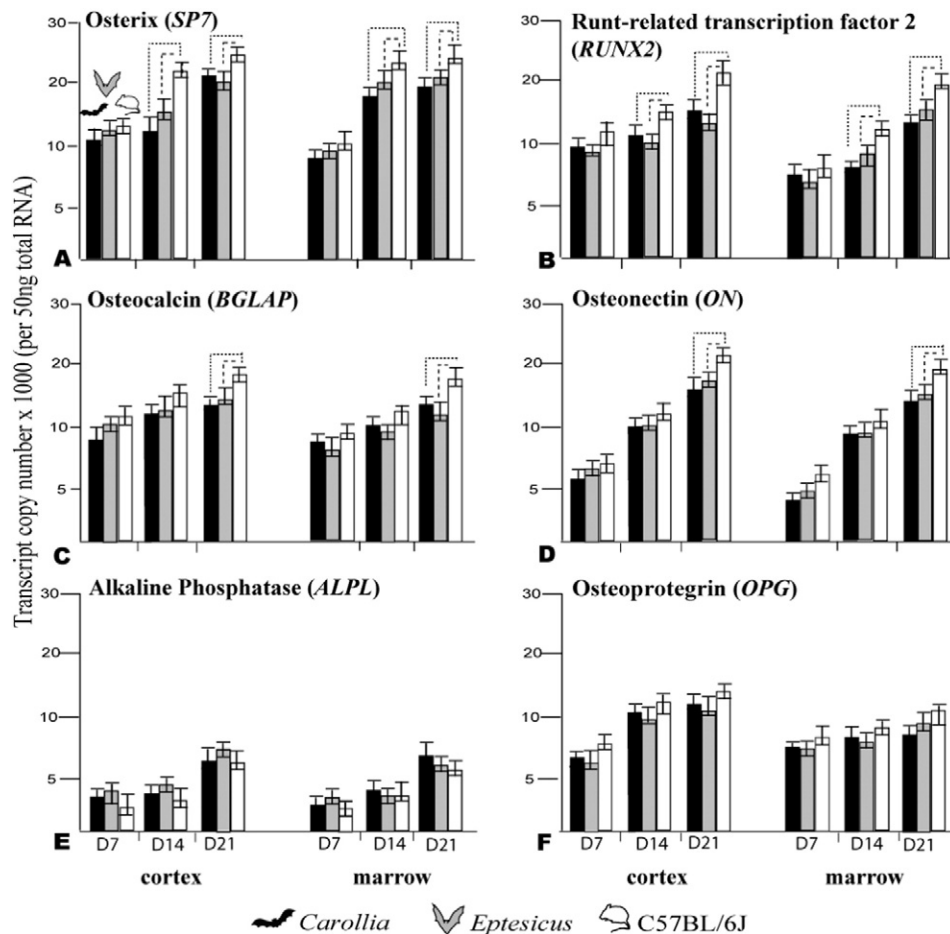 Transcript copy number x 1000 (per 50ng total RNA)
Osterix (SP7)
30
20
10
5
A
Runt-related transcription factor 2
(RUNX2)
30
20
10
5
B
Osteocalcin (BGLAP)
30
20
10
5
C
Osteonectin (ON)
30
20
10
5
D
Alkaline Phosphatase (ALPL)
30
20
10
5
E
D7 D14 D21 D7 D14 D21
cortex marrow
Osteoprotegrin (OPG)
30
20
10
5
F
D7 D14 D21 D7 D14 D21
cortex marrow
Carollia Eptesicus C57BL/6J